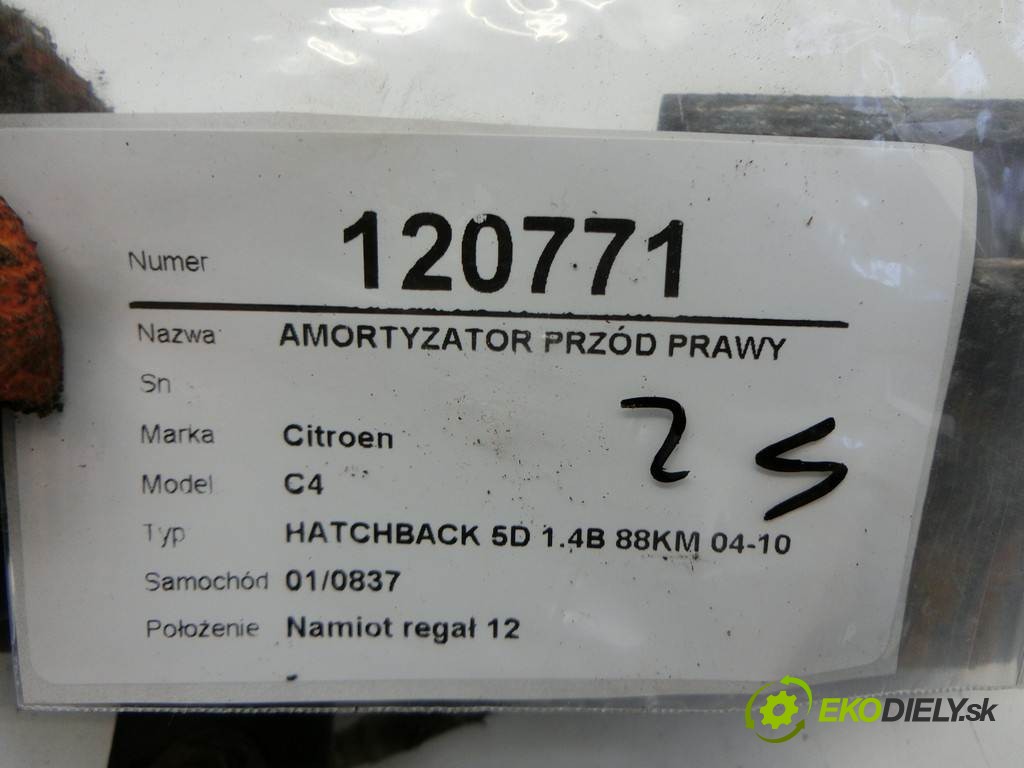 Numer 120771
Nazwa AMORTYZATOR PRZÓD PRAWY
Sn
Marka Citroen
Model C4
Typ HATCHBACK 5D 1.4B 88KM 04-10
Samochód 01/0837
Położenie Namiot regał 12
EKODIELY.sk